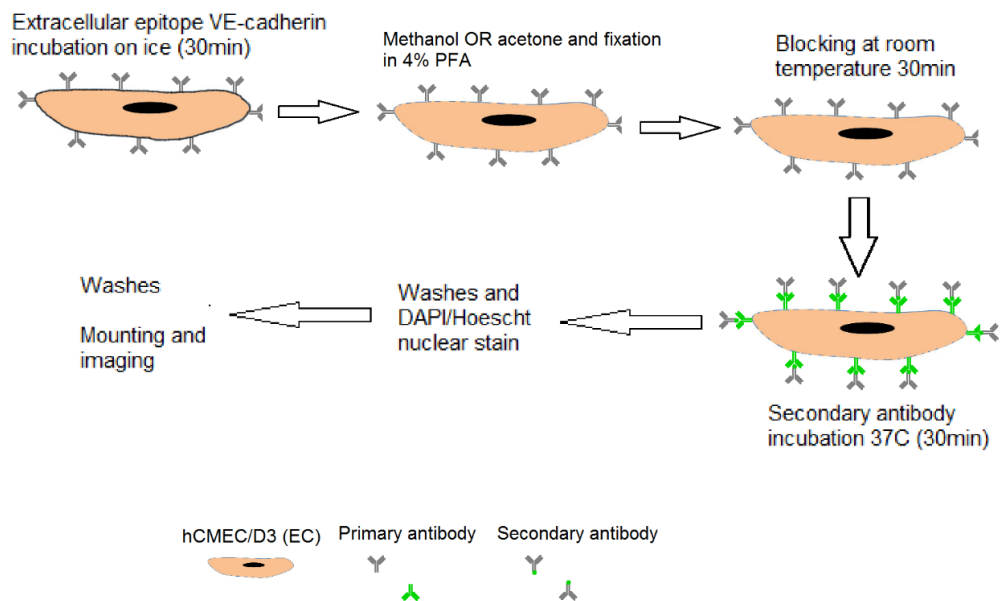 Extracellular epitope VE-cadherin
incubation on ice (30min)
Methanol OR acetone and fixation
in 4% PFA
Blocking at room
temperature 30min
Secondary antibody
incubation 37C (30min)
Washes and
DAPI/Hoescht
nuclear stain
Washes
Mounting and
imaging
hCMEC/D3 (EC)
Primary antibody
Secondary antibody